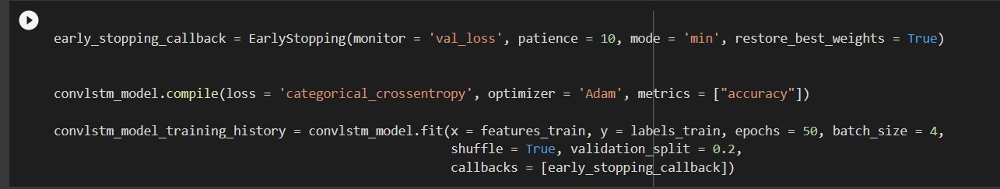 early_stopping_callback = EarlyStopping(monitor = 'val_loss', patience = 10, mode = 'min', restore_best_weights = True)
convlstm_model.compile(loss = 'categorical_crossentropy', optimizer = 'Adam', metrics = ["accuracy"])
convlstm_model_training_history = convlstm_model.fit(x = features_train, y = labels_train, epochs = 50, batch_size = 4,
shuffle = True, validation_split = 0.2,
callbacks = [early_stopping_callback])